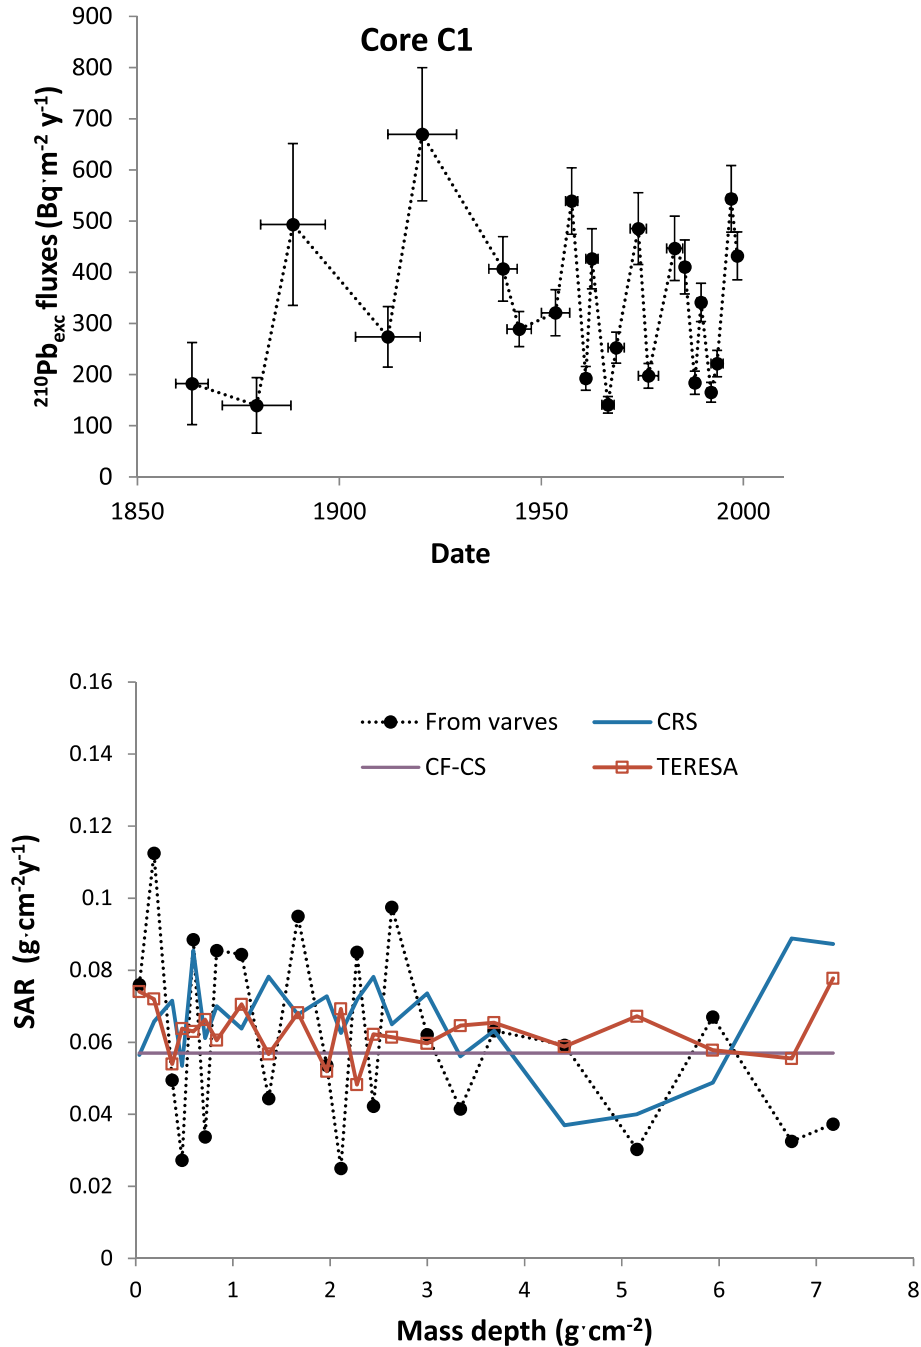 Core C1
²¹⁰Pbₑₓc fluxes (Bq·m⁻² y⁻¹)
900
800
700
600
500
400
300
200
100
0
1850 1900 1950 2000
Date
SAR (g·cm⁻²y⁻¹)
0.16
0.14
0.12
0.1
0.08
0.06
0.04
0.02
0
From varves CRS
CF-CS TERESA
0 1 2 3 4 5 6 7 8
Mass depth (g·cm⁻²)